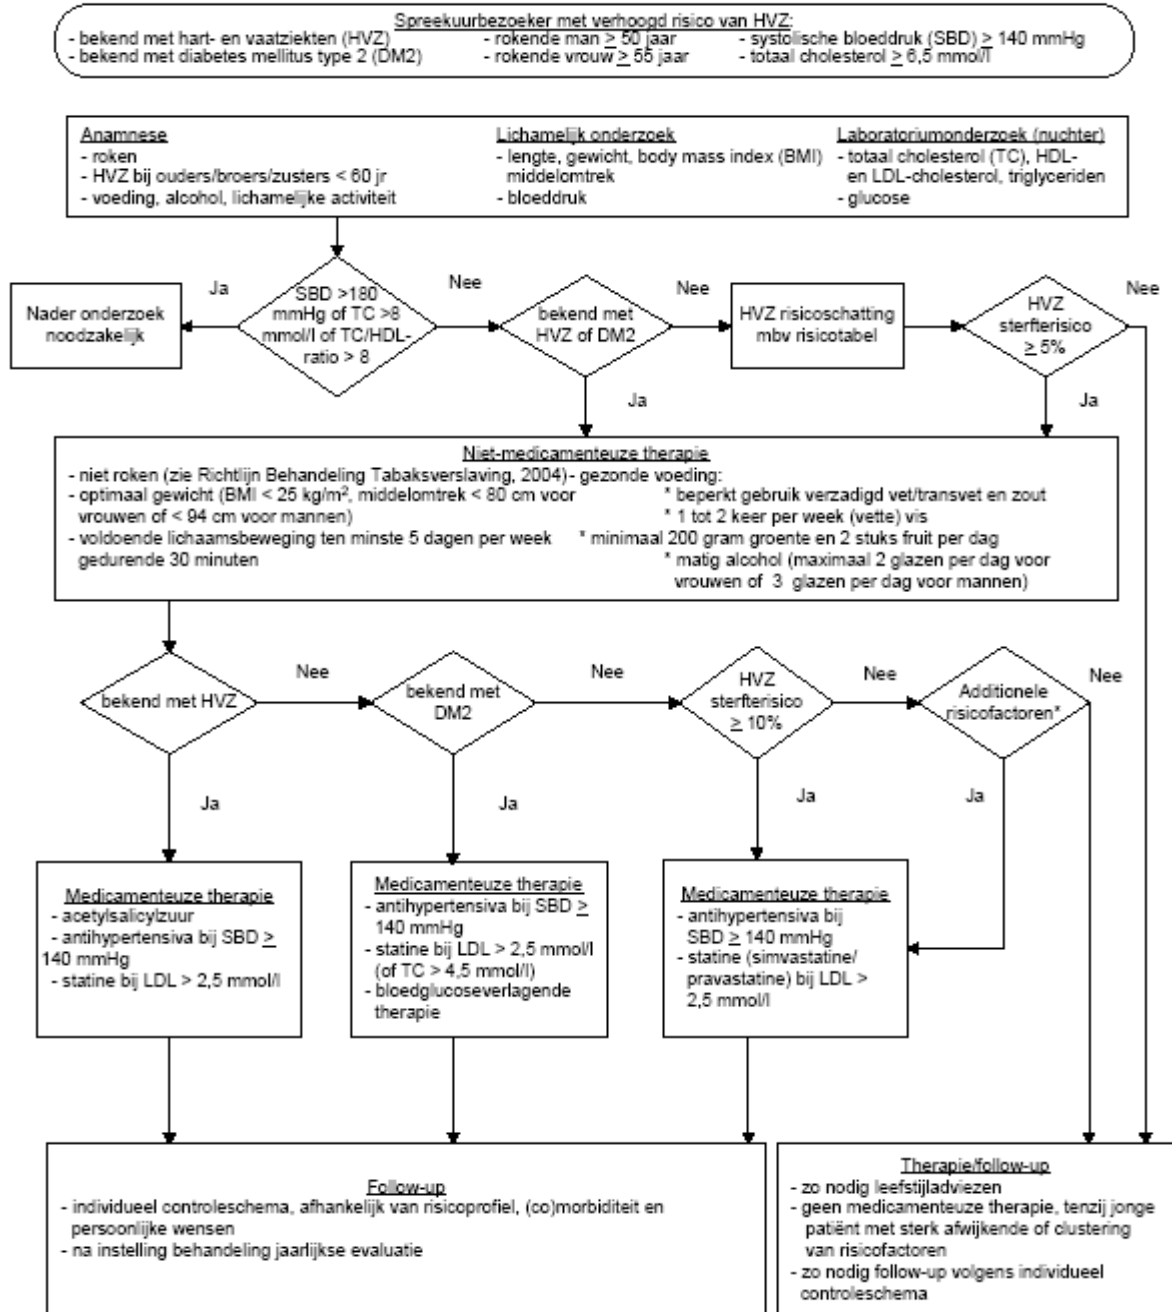 Spreekuurbezoeker met verhoogd risico van HVZ:
- bekend met hart- en vaatziekten (HVZ)
- bekend met diabetes mellitus type 2 (DM2)
- rokende man ≥ 50 jaar
- rokende vrouw ≥ 55 jaar
- systolische bloeddruk (SBD) ≥ 140 mmHg
- totaal cholesterol ≥ 6,5 mmol/l
Anamnese
- roken
- HVZ bij ouders/broers/zusters < 60 jr
- voeding, alcohol, lichamelijke activiteit
Lichamelijk onderzoek
- lengte, gewicht, body mass index (BMI)
middelomtrek
- bloeddruk
Laboratoriumonderzoek (nuchter)
- totaal cholesterol (TC), HDL-
en LDL-cholesterol, triglyceriden
- glucose
Nader onderzoek
noodzakelijk
Ja
SBD >180
mmHg of TC >8
mmol/l of TC/HDL-
ratio > 8
Nee
bekend met
HVZ of DM2
Nee
HVZ risicoschatting
mbv risicotabel
HVZ
sterfterisico
≥ 5%
Nee
Ja
Ja
Niet-medicamenteuze therapie
- niet roken (zie Richtlijn Behandeling Tabaksverslaving, 2004)
- optimaal gewicht (BMI < 25 kg/m², middelomtrek < 80 cm voor
vrouwen of < 94 cm voor mannen)
- voldoende lichaamsbeweging ten minste 5 dagen per week
gedurende 30 minuten
- gezonde voeding:
* beperkt gebruik verzadigd vet/transvet en zout
* 1 tot 2 keer per week (vette) vis
* minimaal 200 gram groente en 2 stuks fruit per dag
* matig alcohol (maximaal 2 glazen per dag voor
vrouwen of 3 glazen per dag voor mannen)
bekend met HVZ
Nee
bekend met
DM2
Nee
HVZ
sterfterisico
≥ 10%
Nee
Additionele
risicofactoren*
Nee
Ja
Ja
Ja
Ja
Medicamenteuze therapie
- acetylsalicylzuur
- antihypertensiva bij SBD ≥
140 mmHg
- statine bij LDL > 2,5 mmol/l
Medicamenteuze therapie
- antihypertensiva bij SBD ≥
140 mmHg
- statine bij LDL > 2,5 mmol/l
(of TC > 4,5 mmol/l)
- bloedglucoseverlagende
therapie
Medicamenteuze therapie
- antihypertensiva bij
SBD ≥ 140 mmHg
- statine (simvastatine/
pravastatine) bij LDL >
2,5 mmol/l
Follow-up
- individueel controleschema, afhankelijk van risicoprofiel, (co)morbiditeit en
persoonlijke wensen
- na instelling behandeling jaarlijkse evaluatie
Therapie/follow-up
- zo nodig leefstijladviezen
- geen medicamenteuze therapie, tenzij jonge
patiënt met sterk afwijkende of clustering
van risicofactoren
- zo nodig follow-up volgens individueel
controleschema